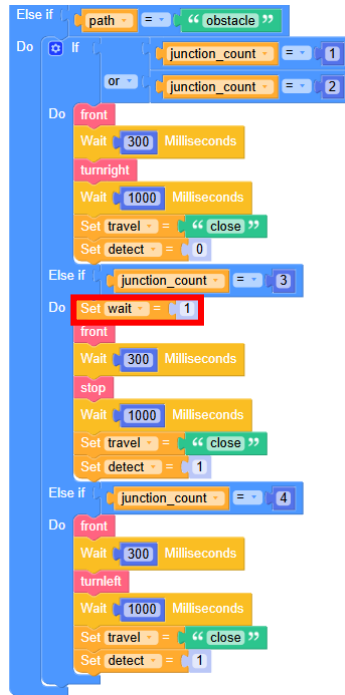 Else if path = “ obstacle ”
Do If junction_count = 1
or junction_count = 2
Do front
Wait 300 Milliseconds
turnright
Wait 1000 Milliseconds
Set travel = “ close ”
Set detect = 0
Else if junction_count = 3
Do Set wait = 1
front
Wait 300 Milliseconds
stop
Wait 1000 Milliseconds
Set travel = “ close ”
Set detect = 1
Else if junction_count = 4
Do front
Wait 300 Milliseconds
turnleft
Wait 1000 Milliseconds
Set travel = “ close ”
Set detect = 1